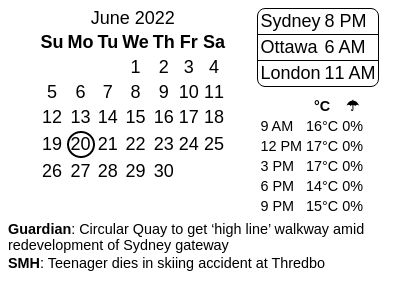 June 2022
Su Mo Tu We Th Fr Sa
1 2 3 4
5 6 7 8 9 10 11
12 13 14 15 16 17 18
19 20 21 22 23 24 25
26 27 28 29 30
Sydney 8 PM
Ottawa 6 AM
London 11 AM
°C ☂
9 AM 16°C 0%
12 PM 17°C 0%
3 PM 17°C 0%
6 PM 14°C 0%
9 PM 15°C 0%
Guardian: Circular Quay to get ‘high line’ walkway amid
redevelopment of Sydney gateway
SMH: Teenager dies in skiing accident at Thredbo